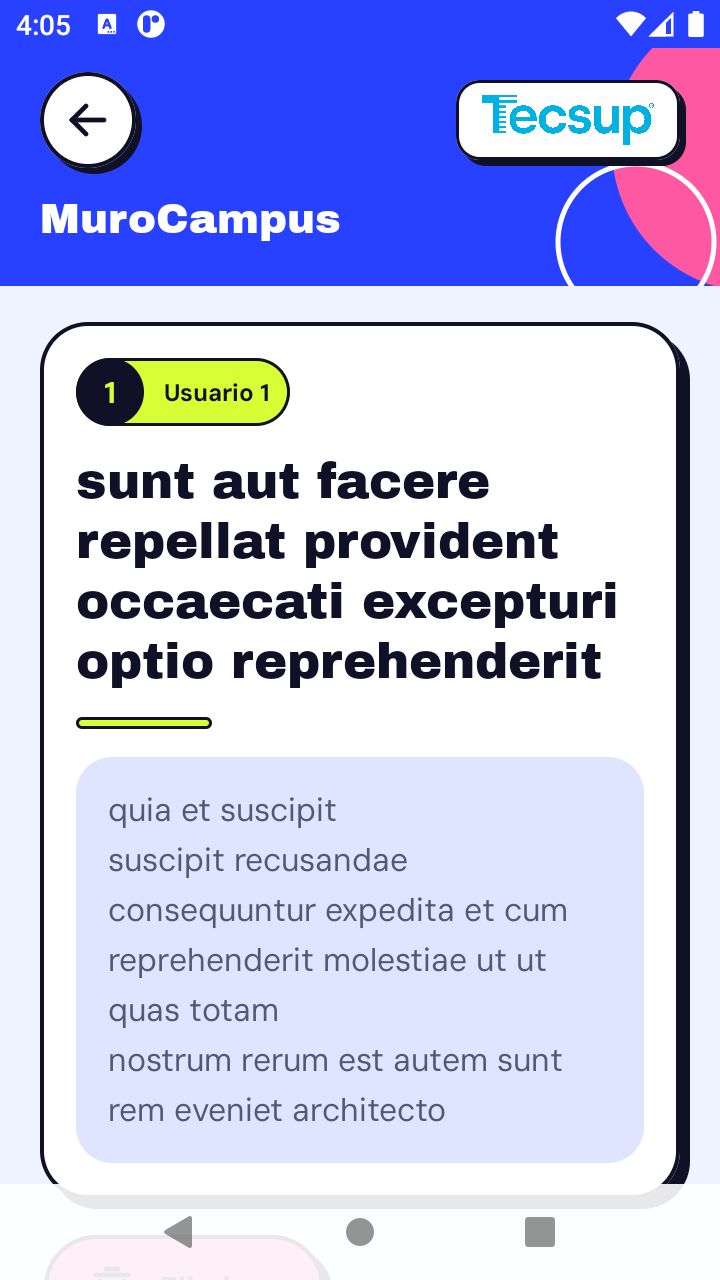 4:05
Tecsup
MuroCampus
1 Usuario 1
sunt aut facere
repellat provident
occaecati excepturi
optio reprehenderit
quia et suscipit
suscipit recusandae
consequuntur expedita et cum
reprehenderit molestiae ut ut
quas totam
nostrum rerum est autem sunt
rem eveniet architecto